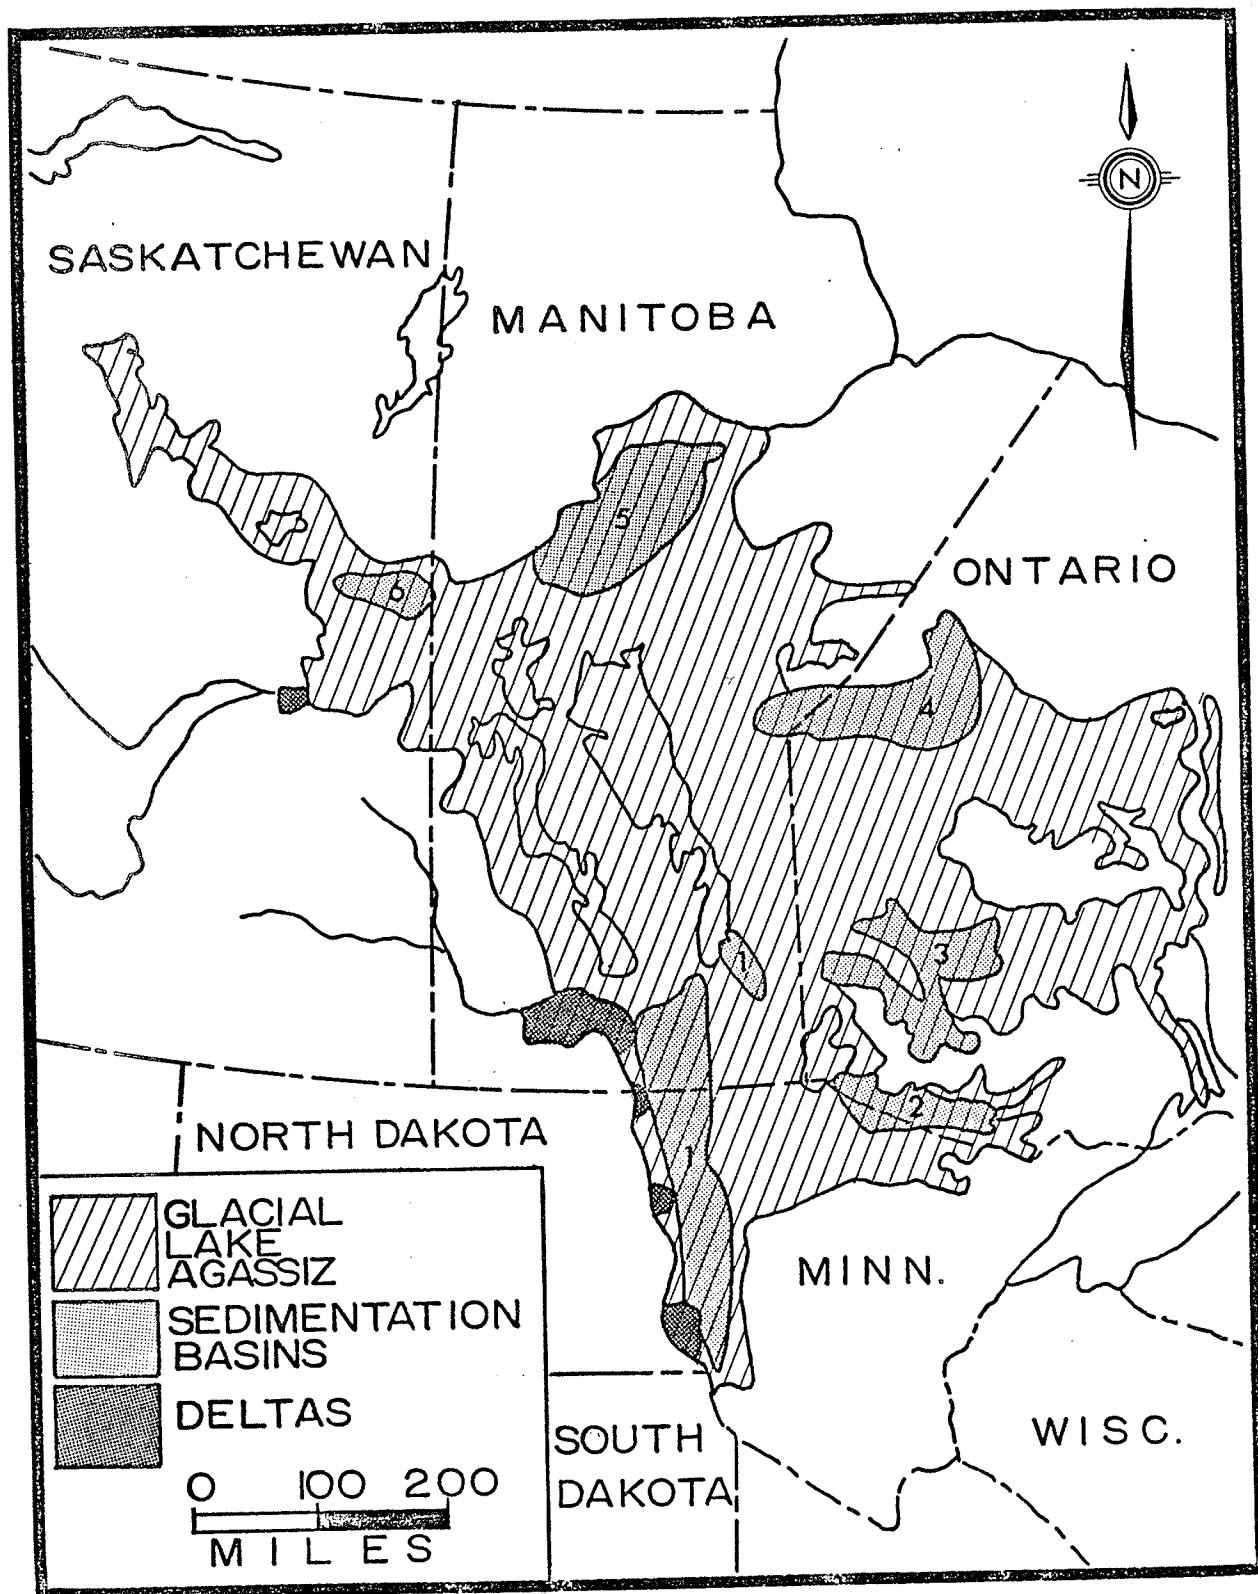 N
SASKATCHEWAN
MANITOBA
5
ONTARIO
6
4
3
1
2
NORTH DAKOTA
1
GLACIAL
LAKE
AGASSIZ
MINN.
SEDIMENTATION
BASINS
DELTAS
SOUTH
DAKOTA
WISC.
0 100 200
MILES